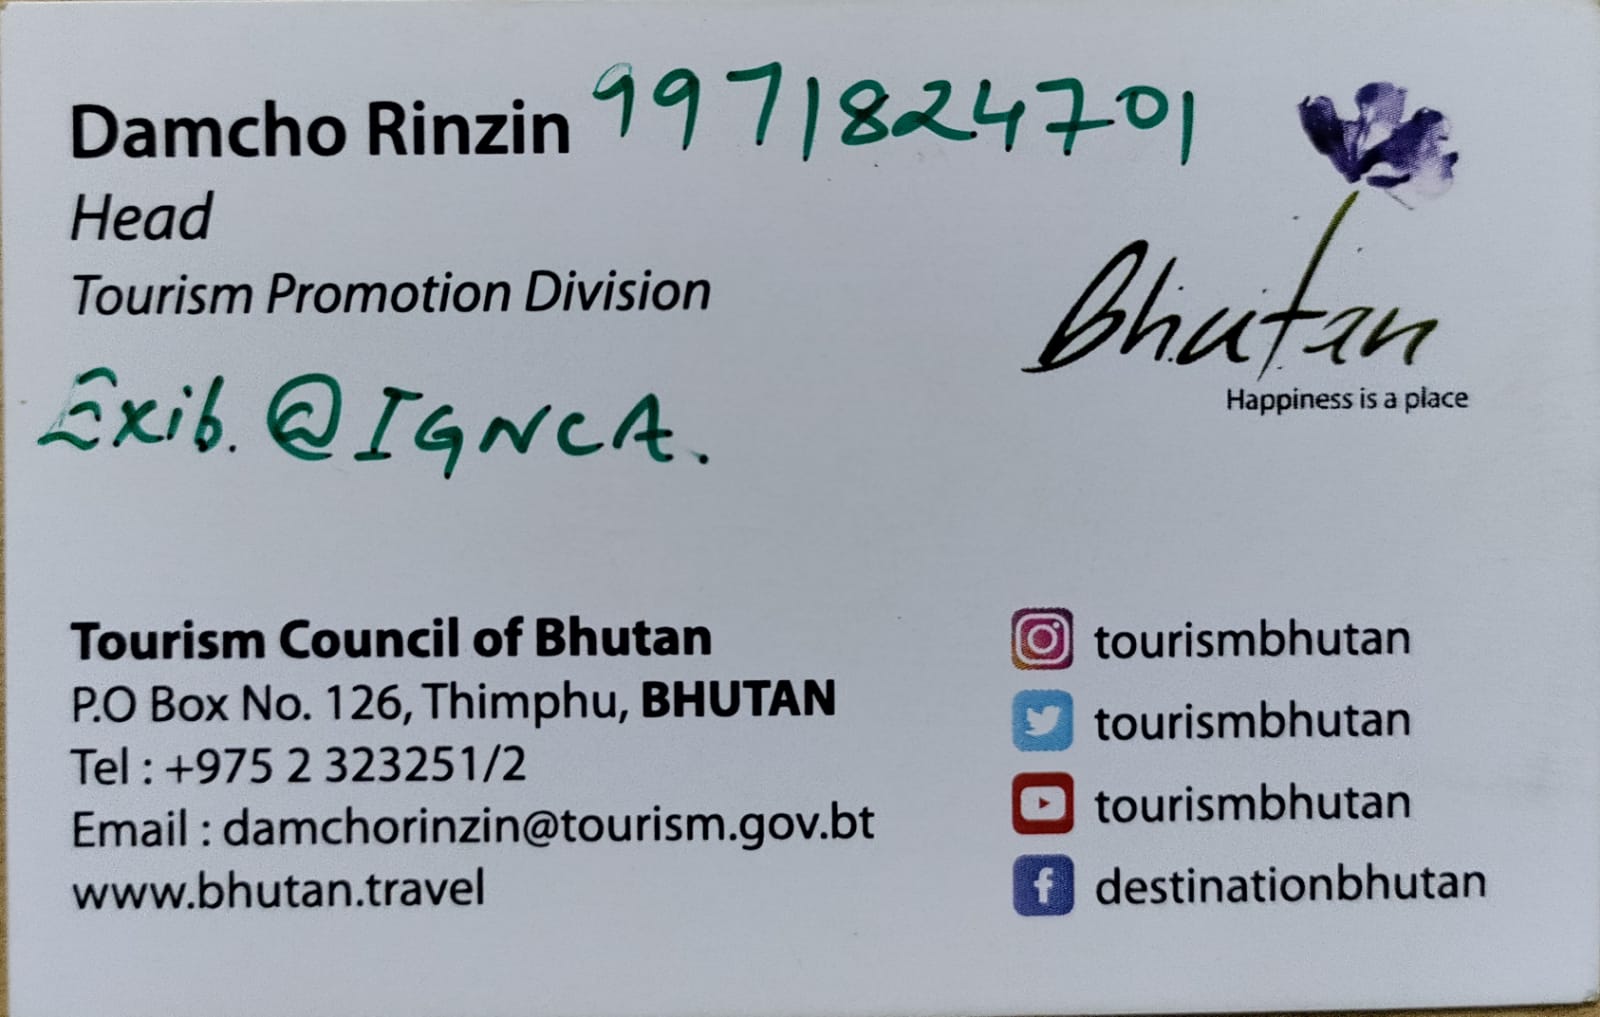 Damcho Rinzin 9971824701
Head
Tourism Promotion Division
Exib. @ IGNCA.
Bhutan
Happiness is a place
Tourism Council of Bhutan
P.O Box No. 126, Thimphu, BHUTAN
Tel : +975 2 323251/2
Email : damchorinzin@tourism.gov.bt
www.bhutan.travel
tourismbhutan
tourismbhutan
tourismbhutan
destinationbhutan